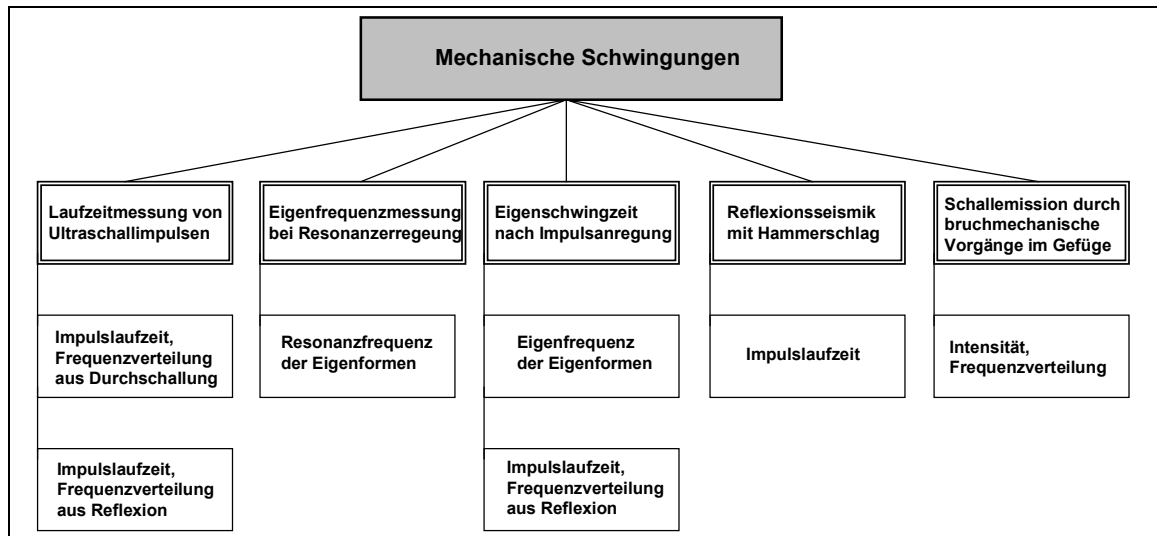 Mechanische Schwingungen
Laufzeitmessung von
Ultraschallimpulsen
Eigenfrequenzmessung
bei Resonanzerregeung
Eigenschwingzeit
nach Impulsanregung
Reflexionsseismik
mit Hammerschlag
Schallemission durch
bruchmechanische
Vorgänge im Gefüge
Impulslaufzeit,
Frequenzverteilung
aus Durchschallung
Resonanzfrequenz
der Eigenformen
Eigenfrequenz
der Eigenformen
Impulslaufzeit
Intensität,
Frequenzverteilung
Impulslaufzeit,
Frequenzverteilung
aus Reflexion
Impulslaufzeit,
Frequenzverteilung
aus Reflexion